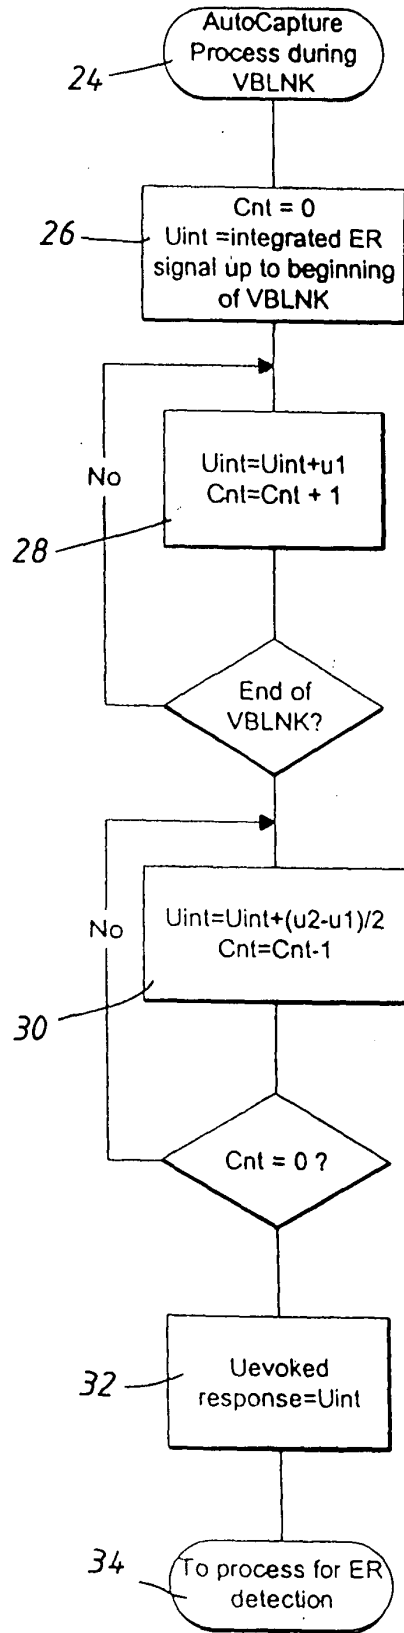 AutoCapture
Process during
VBLNK
24
Cnt = 0
Uint =integrated ER
signal up to beginning
of VBLNK
26
Uint=Uint+u1
Cnt=Cnt + 1
No
28
End of
VBLNK?
Uint=Uint+(u2-u1)/2
Cnt=Cnt-1
No
30
Cnt = 0 ?
Uevoked
response=Uint
32
To process for ER
detection
34